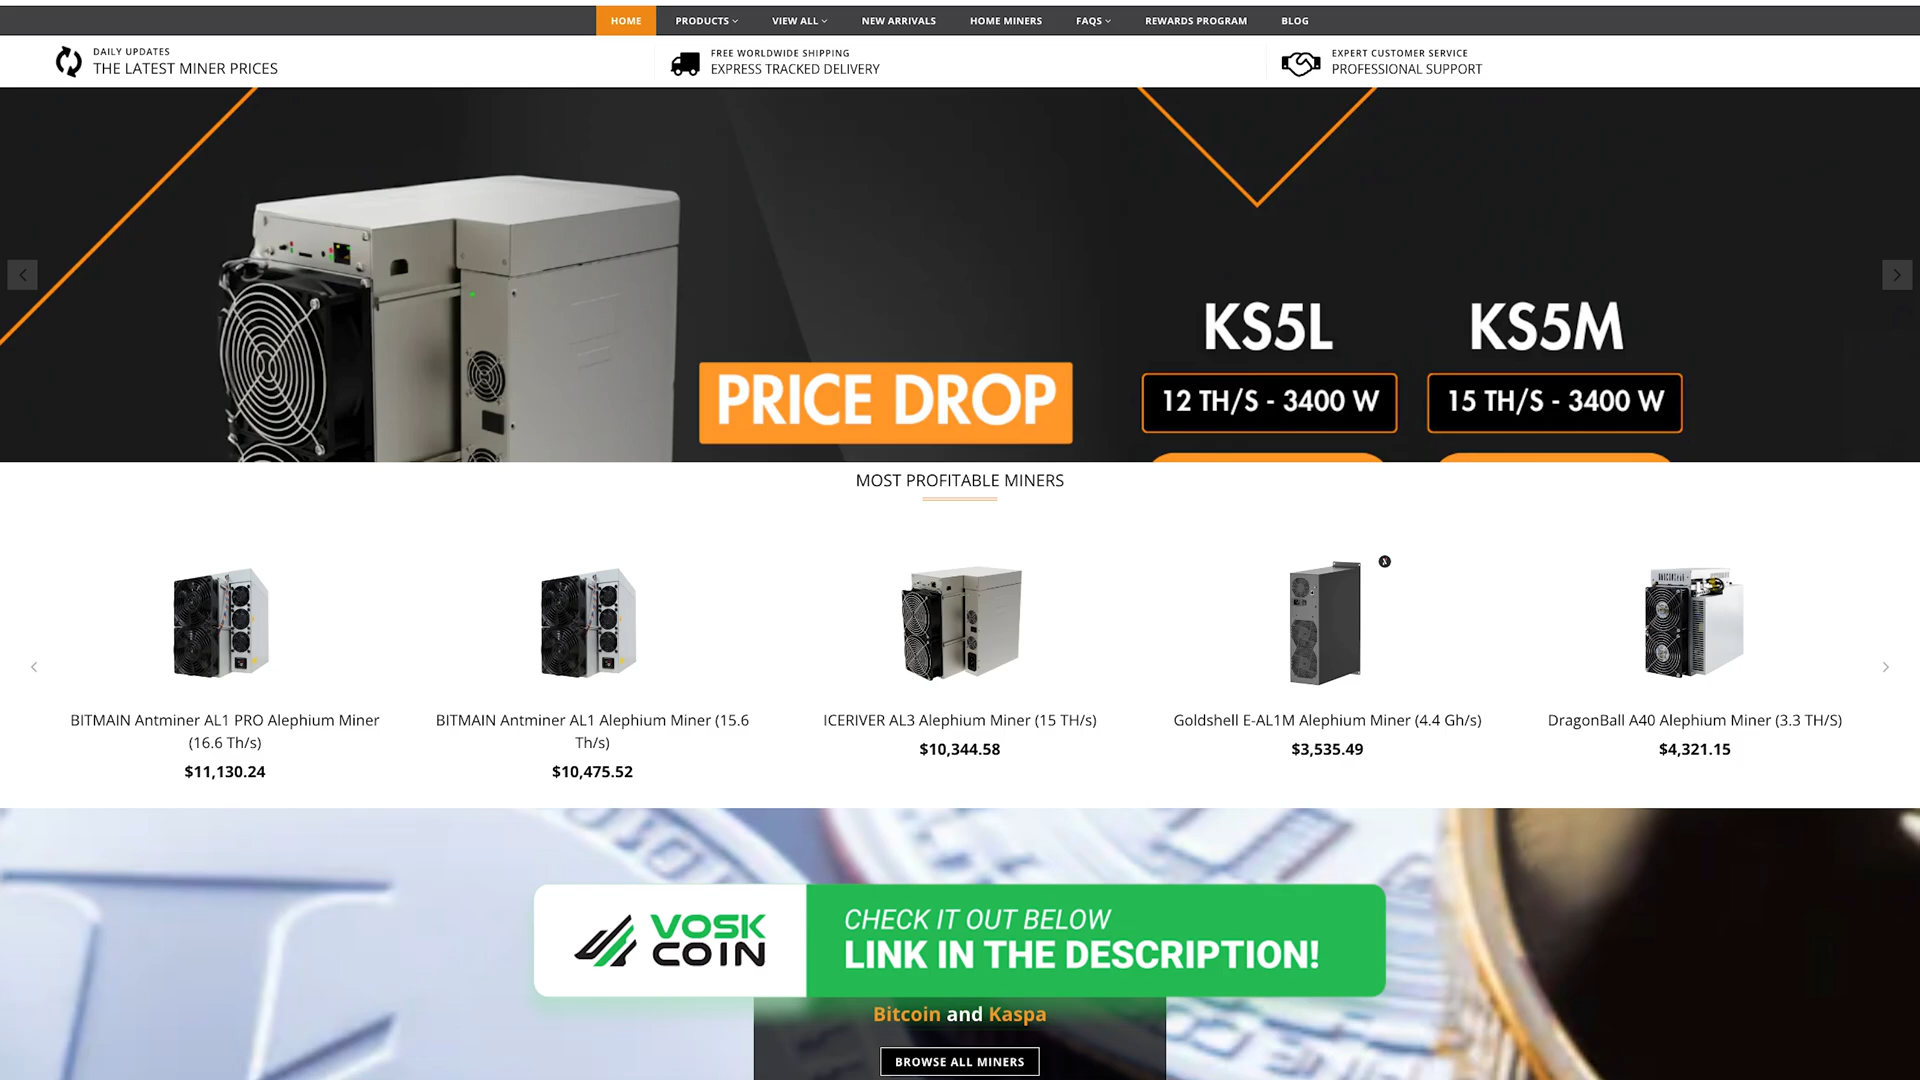 HOME PRODUCTS VIEW ALL NEW ARRIVALS HOME MINERS FAQS REWARDS PROGRAM BLOG
DAILY UPDATES
THE LATEST MINER PRICES
FREE WORLDWIDE SHIPPING
EXPRESS TRACKED DELIVERY
EXPERT CUSTOMER SERVICE
PROFESSIONAL SUPPORT
KS5L KS5M
PRICE DROP
12 TH/S - 3400 W 15 TH/S - 3400 W
MOST PROFITABLE MINERS
BITMAIN Antminer AL1 PRO Alephium Miner
(16.6 Th/s)
$11,130.24
BITMAIN Antminer AL1 Alephium Miner (15.6
Th/s)
$10,475.52
ICERIVER AL3 Alephium Miner (15 TH/s)
$10,344.58
Goldshell E-AL1M Alephium Miner (4.4 Gh/s)
$3,535.49
DragonBall A40 Alephium Miner (3.3 TH/S)
$4,321.15
VOSK
COIN
CHECK IT OUT BELOW
LINK IN THE DESCRIPTION!
Bitcoin and Kaspa
BROWSE ALL MINERS